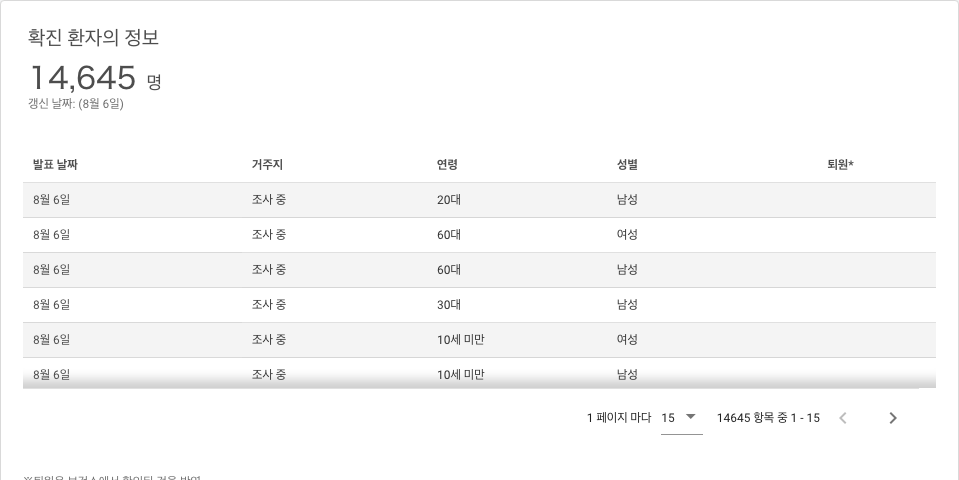 확진 환자의 정보
14,645 명
갱신 날짜: (8월 6일)
발표 날짜 거주지 연령 성별 퇴원*
8월 6일 조사 중 20대 남성
8월 6일 조사 중 60대 여성
8월 6일 조사 중 60대 남성
8월 6일 조사 중 30대 남성
8월 6일 조사 중 10세 미만 여성
8월 6일 조사 중 10세 미만 남성
1 페이지 마다 15 14645 항목 중 1 - 15